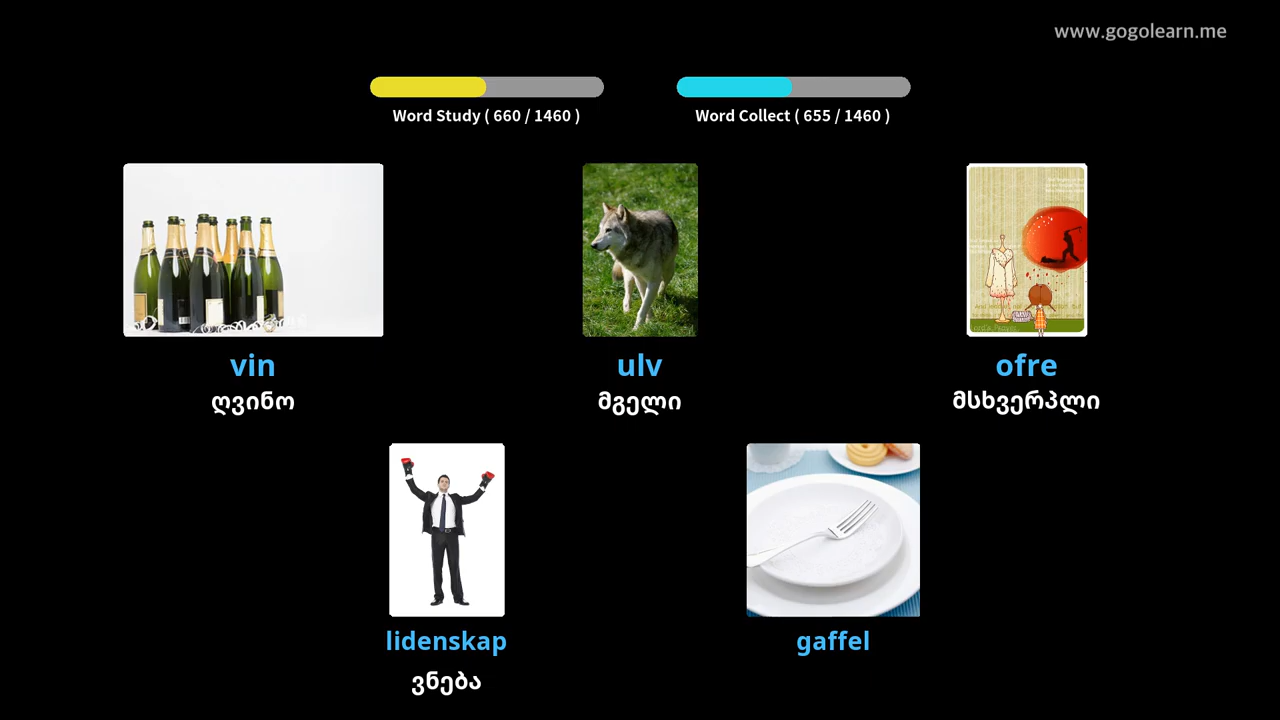 www.gogolearn.me
Word Study ( 660 / 1460 )
Word Collect ( 655 / 1460 )
vin
ღვინო
ulv
მგელი
ofre
მსხვერპლი
lidenskap
ვნება
gaffel